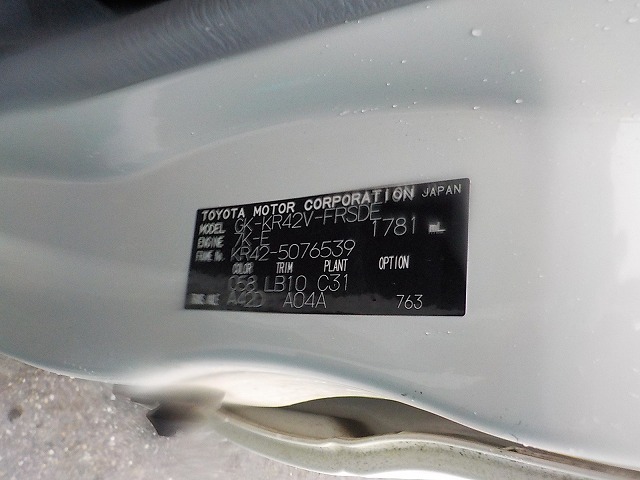 TOYOTA MOTOR CORPORATION JAPAN
MODEL GK-KR42V-FRSDE
ENGINE 7K-E 1781 mL
FRAME No. KR42-5076539
COLOR TRIM PLANT OPTION
058 LB10 C31
TRANS./AXLE A42D A04A 763